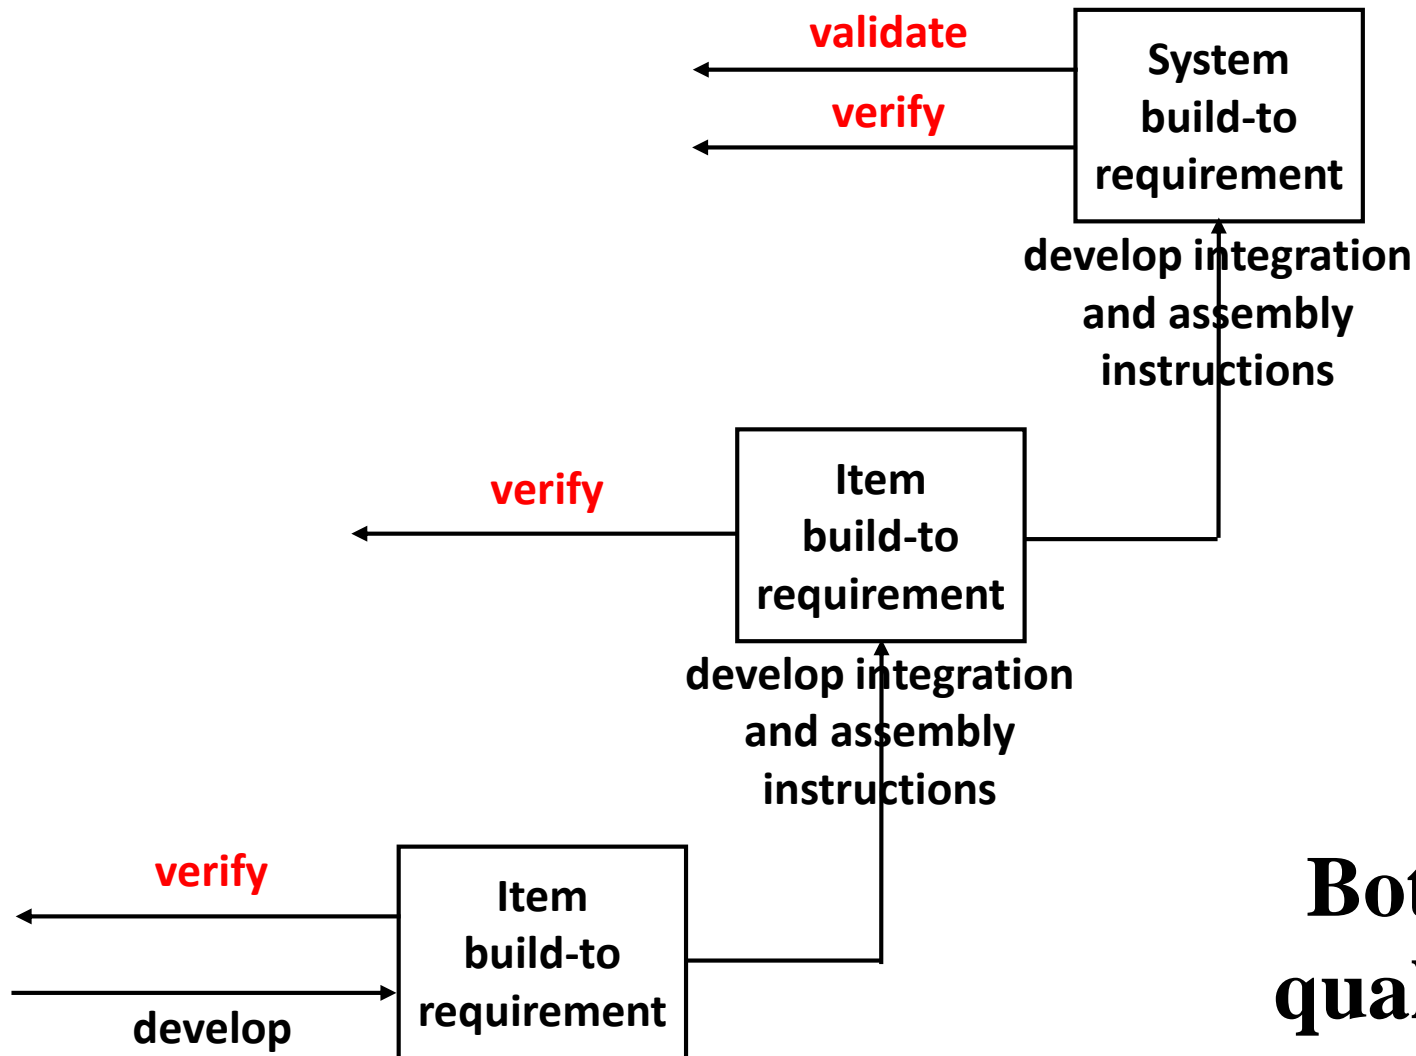 validate
verify
System
build-to
requirement
develop integration
and assembly
instructions
verify
Item
build-to
requirement
develop integration
and assembly
instructions
verify
develop
Item
build-to
requirement